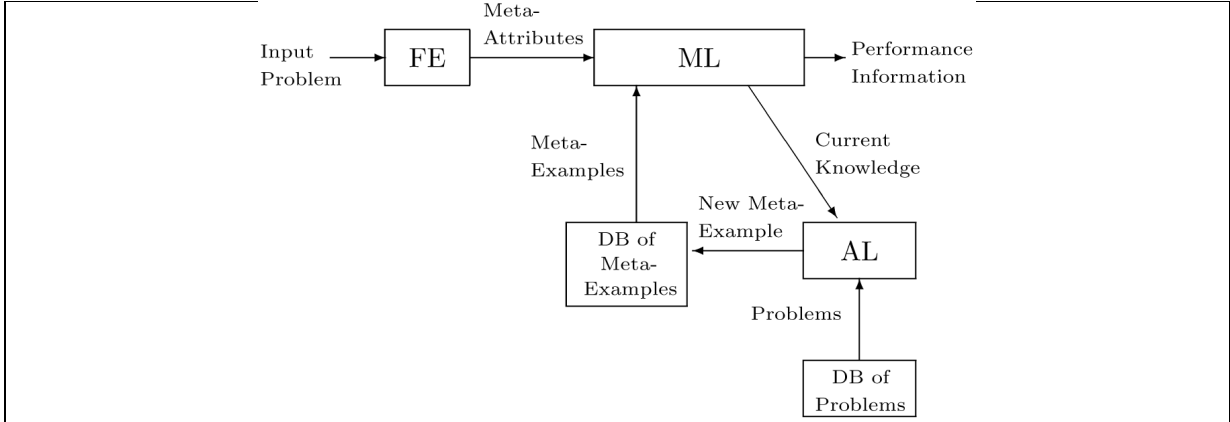 Meta-
Attributes
Input
Problem
FE
ML
Performance
Information
Meta-
Examples
Current
Knowledge
New Meta-
Example
DB of
Meta-
Examples
AL
Problems
DB of
Problems